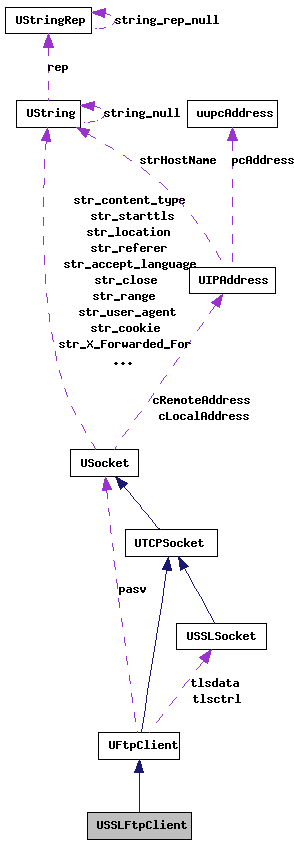 UStringRep
string_rep_null
rep
UString
string_null
uupcAddress
strHostName
pcAddress
str_content_type
str_starttls
str_location
str_referer
str_accept_language
str_close
str_range
str_user_agent
str_cookie
str_X_Forwarded_For
...
UIPAddress
cRemoteAddress
cLocalAddress
USocket
UTCPSocket
pasv
USSLSocket
tlsdata
tlsctrl
UFtpClient
USSLFtpClient